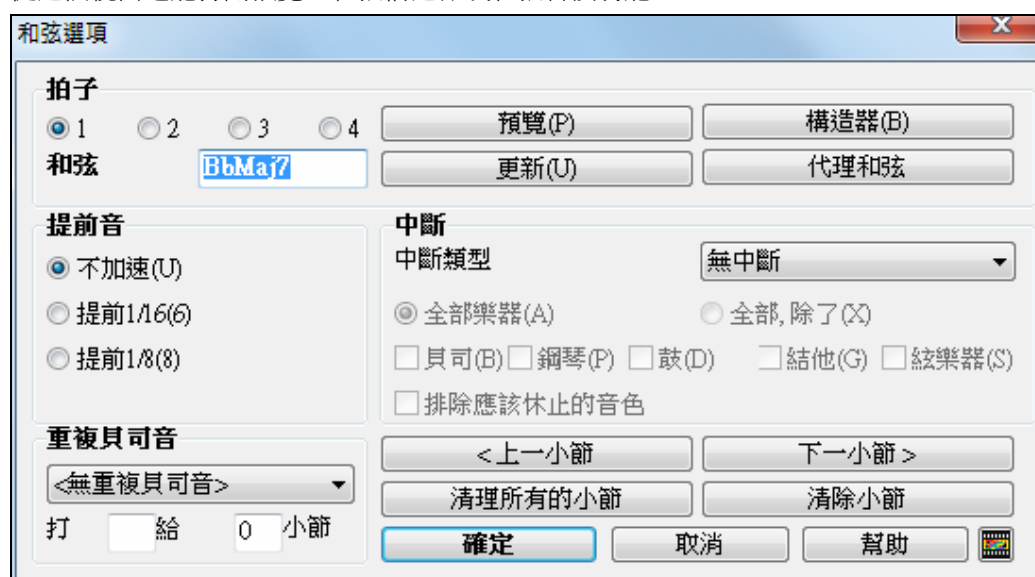 和弦選項
拍子
1 2 3 4 預覽(P) 構造器(B)
和弦 BbMaj7 更新(U) 代理和弦
提前音
不加速(U)
提前1/16(6)
提前1/8(8)
中斷
中斷類型 無中斷
全部樂器(A) 全部, 除了(X)
貝司(B) 鋼琴(P) 鼓(D) 結他(G) 絃樂器(S)
排除應該休止的音色
重複貝司音
<無重複貝司音>
打 給 0 小節
<上一小節 下一小節 >
清理所有的小節 清除小節
確定 取消 幫助